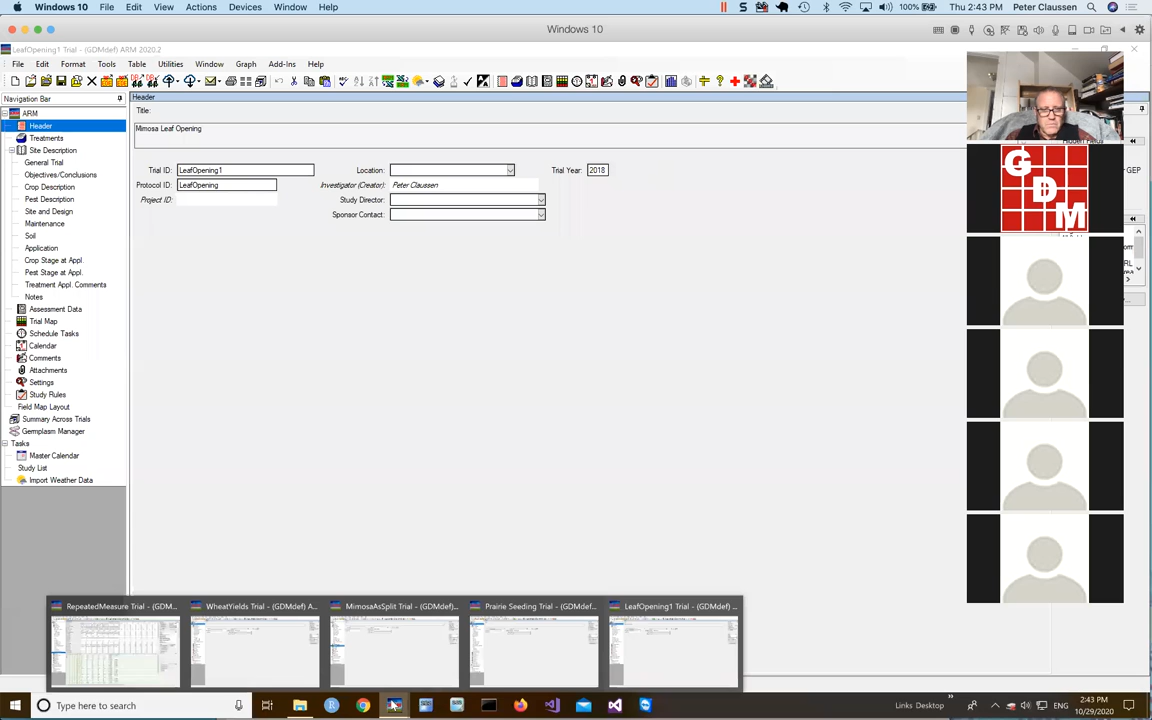 Windows 10 File Edit View Actions Devices Window Help 100% Thu 2:43 PM Peter Claussen
Windows 10
LeafOpening1 Trial - (GDMdef) ARM 2020.2
File Edit Format Tools Table Utilities Window Graph Add-Ins Help
Navigation Bar
Header
ARM
Title:
Header
Mimosa Leaf Opening
Treatments
Site Description
General Trial
Trial ID: LeafOpening1 Location: Trial Year: 2018
Objectives/Conclusions
Crop Description
Protocol ID: LeafOpening Investigator (Creator): Peter Claussen
Pest Description
Project ID: Study Director:
Site and Design
Sponsor Contact:
Maintenance
Soil
Application
Crop Stage at Appl.
Pest Stage at Appl.
Treatment Appl. Comments
Notes
Assessment Data
Trial Map
Schedule Tasks
Calendar
Comments
Attachments
Settings
Study Rules
Field Map Layout
Summary Across Trials
Germplasm Manager
Tasks
Master Calendar
Study List
Import Weather Data
GEP
GDM
RepeatedMeasure Trial - (GDM... WheatYields Trial - (GDMdef) A... MimosaAsSplit Trial - (GDMdef)... Prairie Seeding Trial - (GDMdef... LeafOpening1 Trial - (GDMdef) ...
Type here to search
Links Desktop
ENG
2:43 PM
10/29/2020